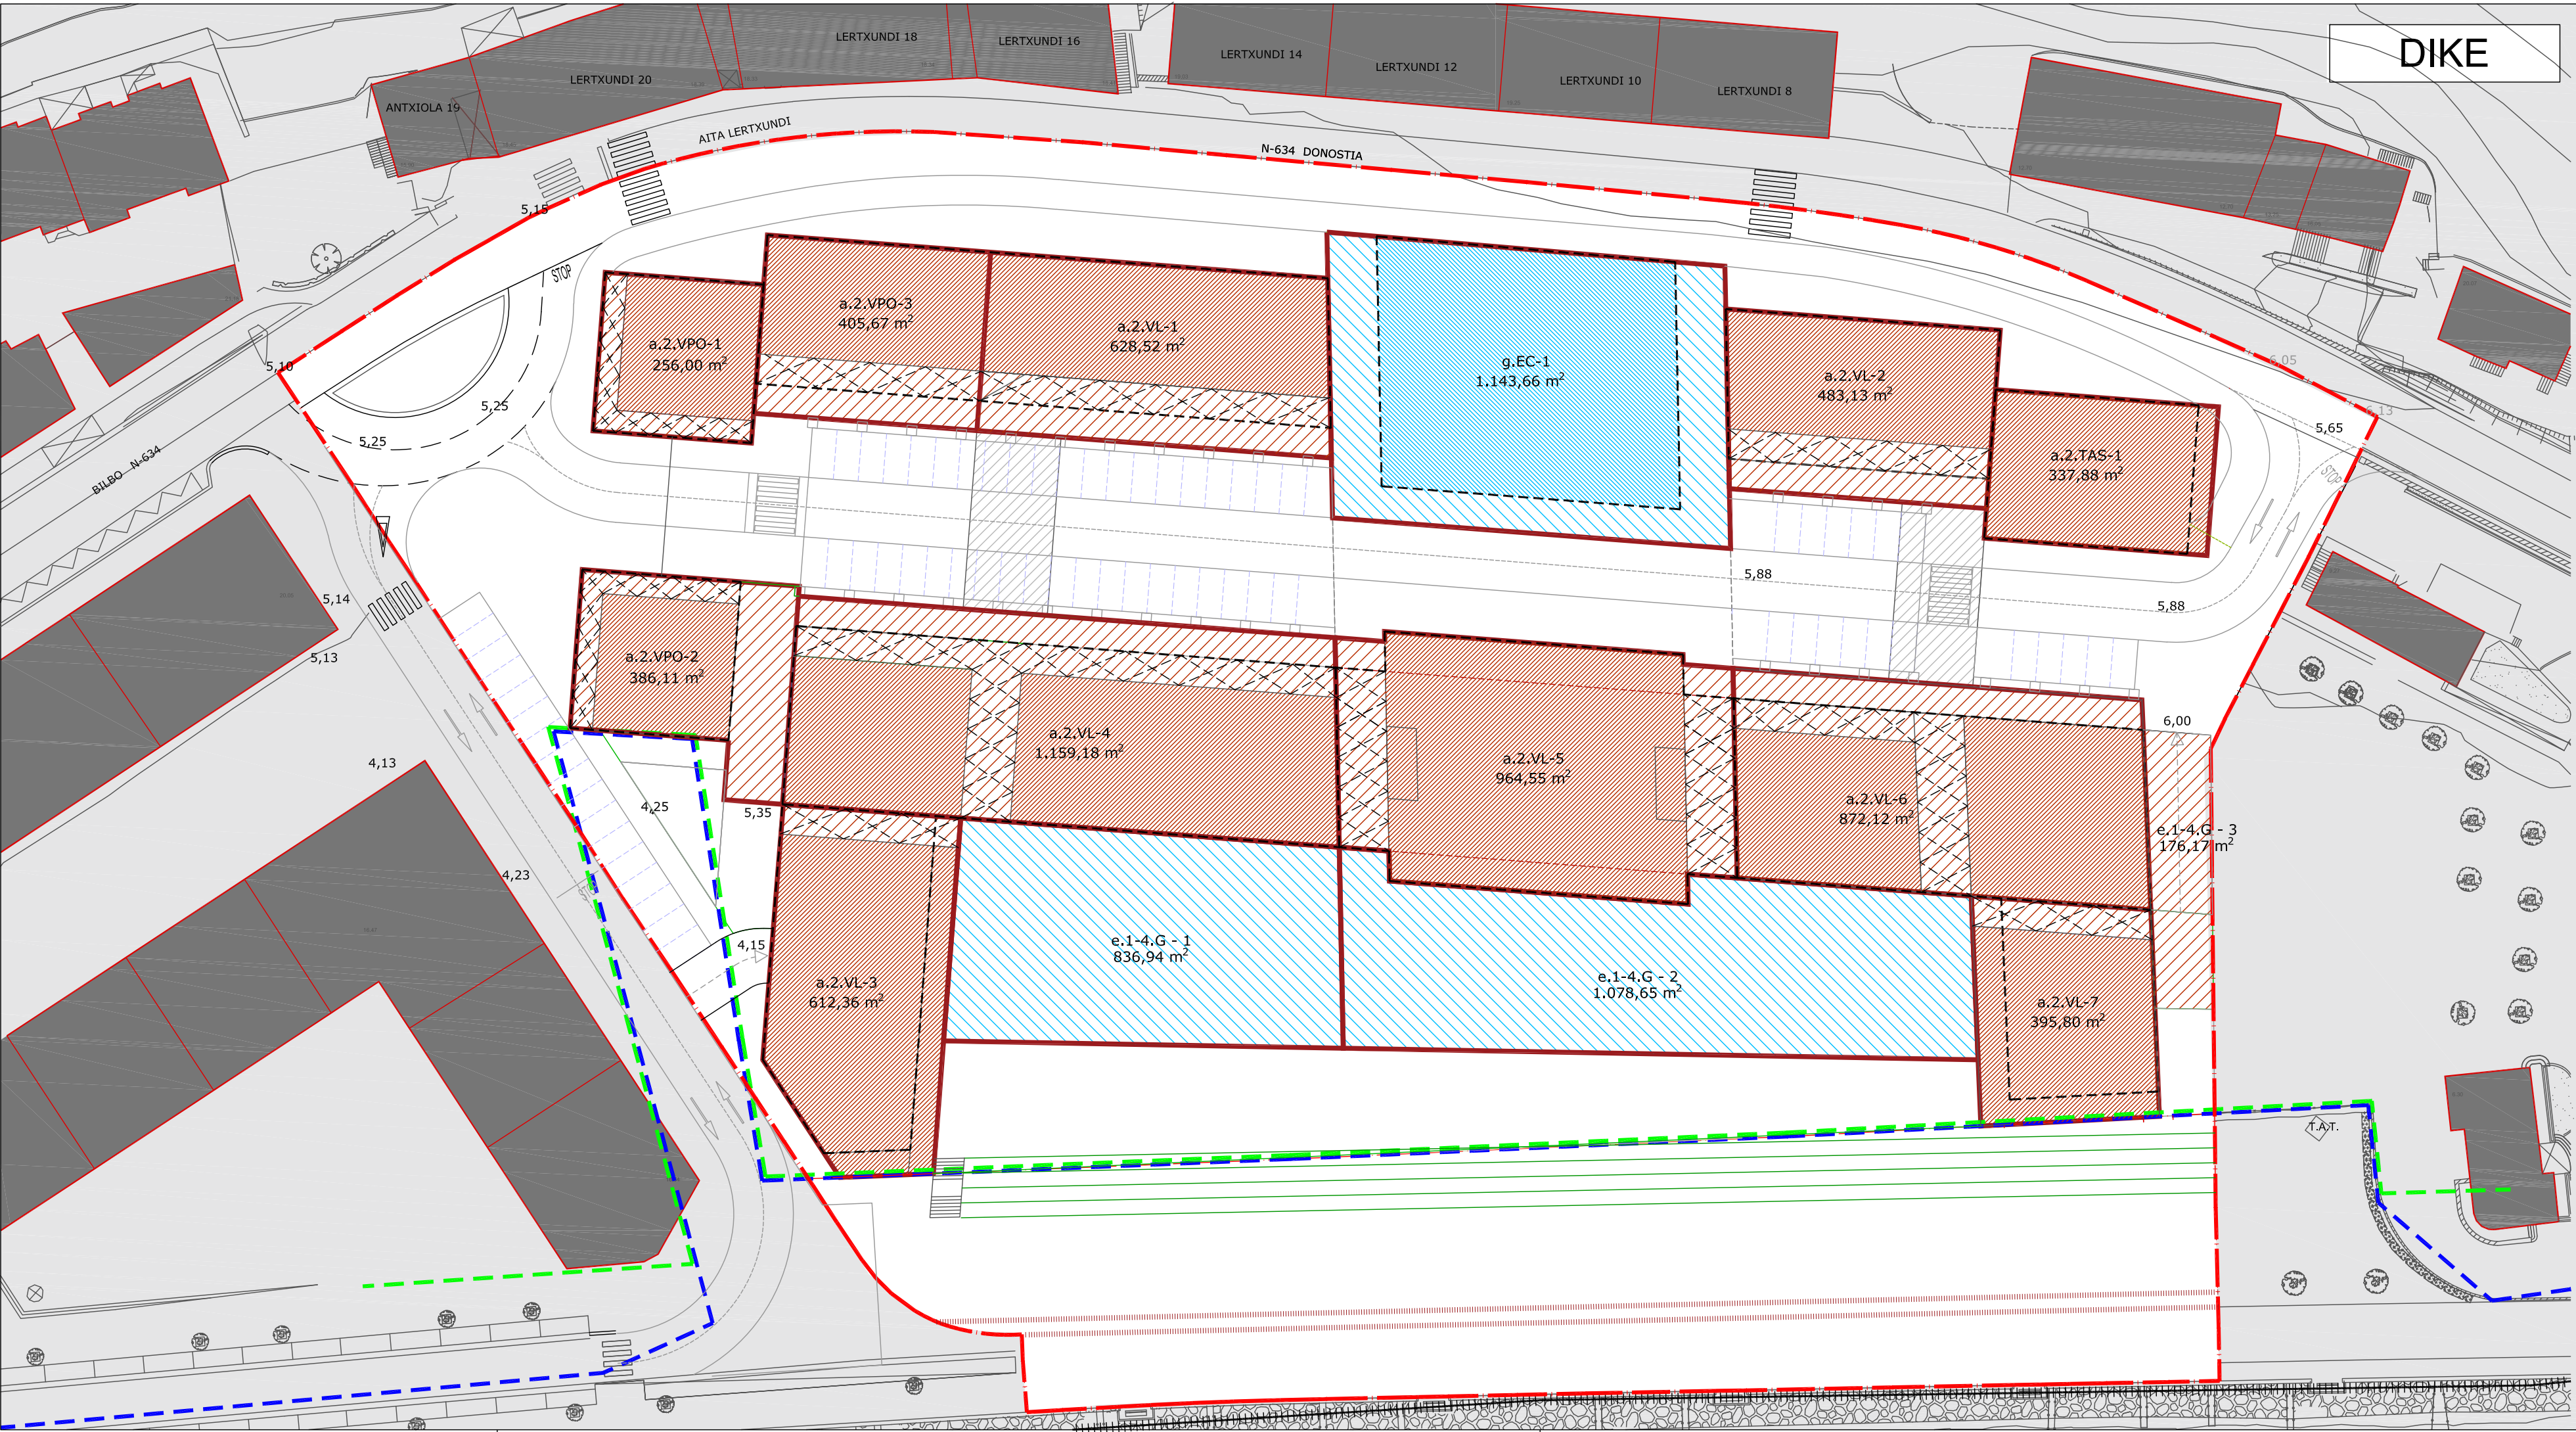 DIKE
LERTXUNDI 18
LERTXUNDI 16
LERTXUNDI 14
LERTXUNDI 12
LERTXUNDI 10
LERTXUNDI 8
LERTXUNDI 20
ANTXIOLA 19
AITA LERTXUNDI
N-634 DONOSTIA
5,15
STOP
5,10
5,25
5,25
BILBO N-634
a.2.VPO-1
256,00 m²
a.2.VPO-3
405,67 m²
a.2.VL-1
628,52 m²
g.EC-1
1.143,66 m²
a.2.VL-2
483,13 m²
a.2.TAS-1
337,88 m²
6,05
6,13
5,65
STOP
5,88
5,88
6,00
5,14
5,13
4,13
4,23
STOP
4,25
5,35
4,15
a.2.VPO-2
386,11 m²
a.2.VL-4
1.159,18 m²
a.2.VL-5
964,55 m²
a.2.VL-6
872,12 m²
e.1-4.G - 3
176,17 m²
a.2.VL-3
612,36 m²
e.1-4.G - 1
836,94 m²
e.1-4.G - 2
1.078,65 m²
a.2.VL-7
395,80 m²
T.A.T.